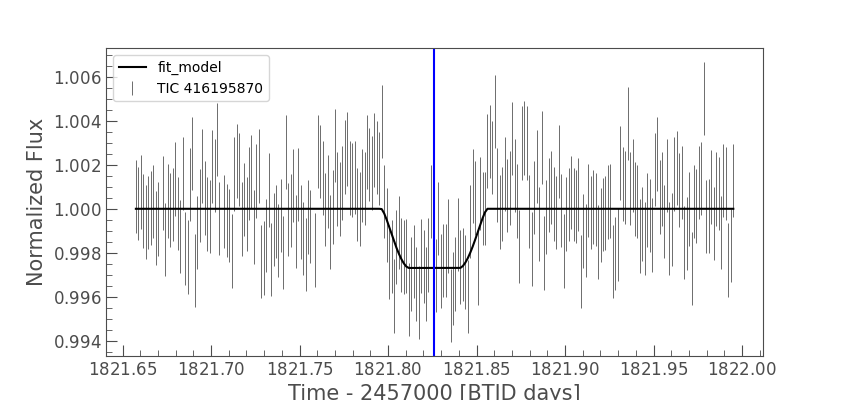 fit_model
TIC 416195870
Normalized Flux
1.006
1.004
1.002
1.000
0.998
0.996
0.994
1821.65 1821.70 1821.75 1821.80 1821.85 1821.90 1821.95 1822.00
Time - 2457000 [BTJD days]